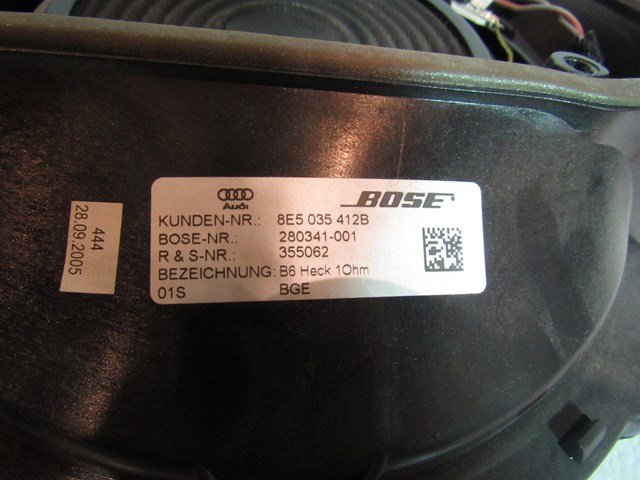 Audi
BOSE
KUNDEN-NR.: 8E5 035 412B
BOSE-NR.: 280341-001
R & S-NR.: 355062
BEZEICHNUNG: B6 Heck 1Ohm
01S BGE
444
28.09.2005